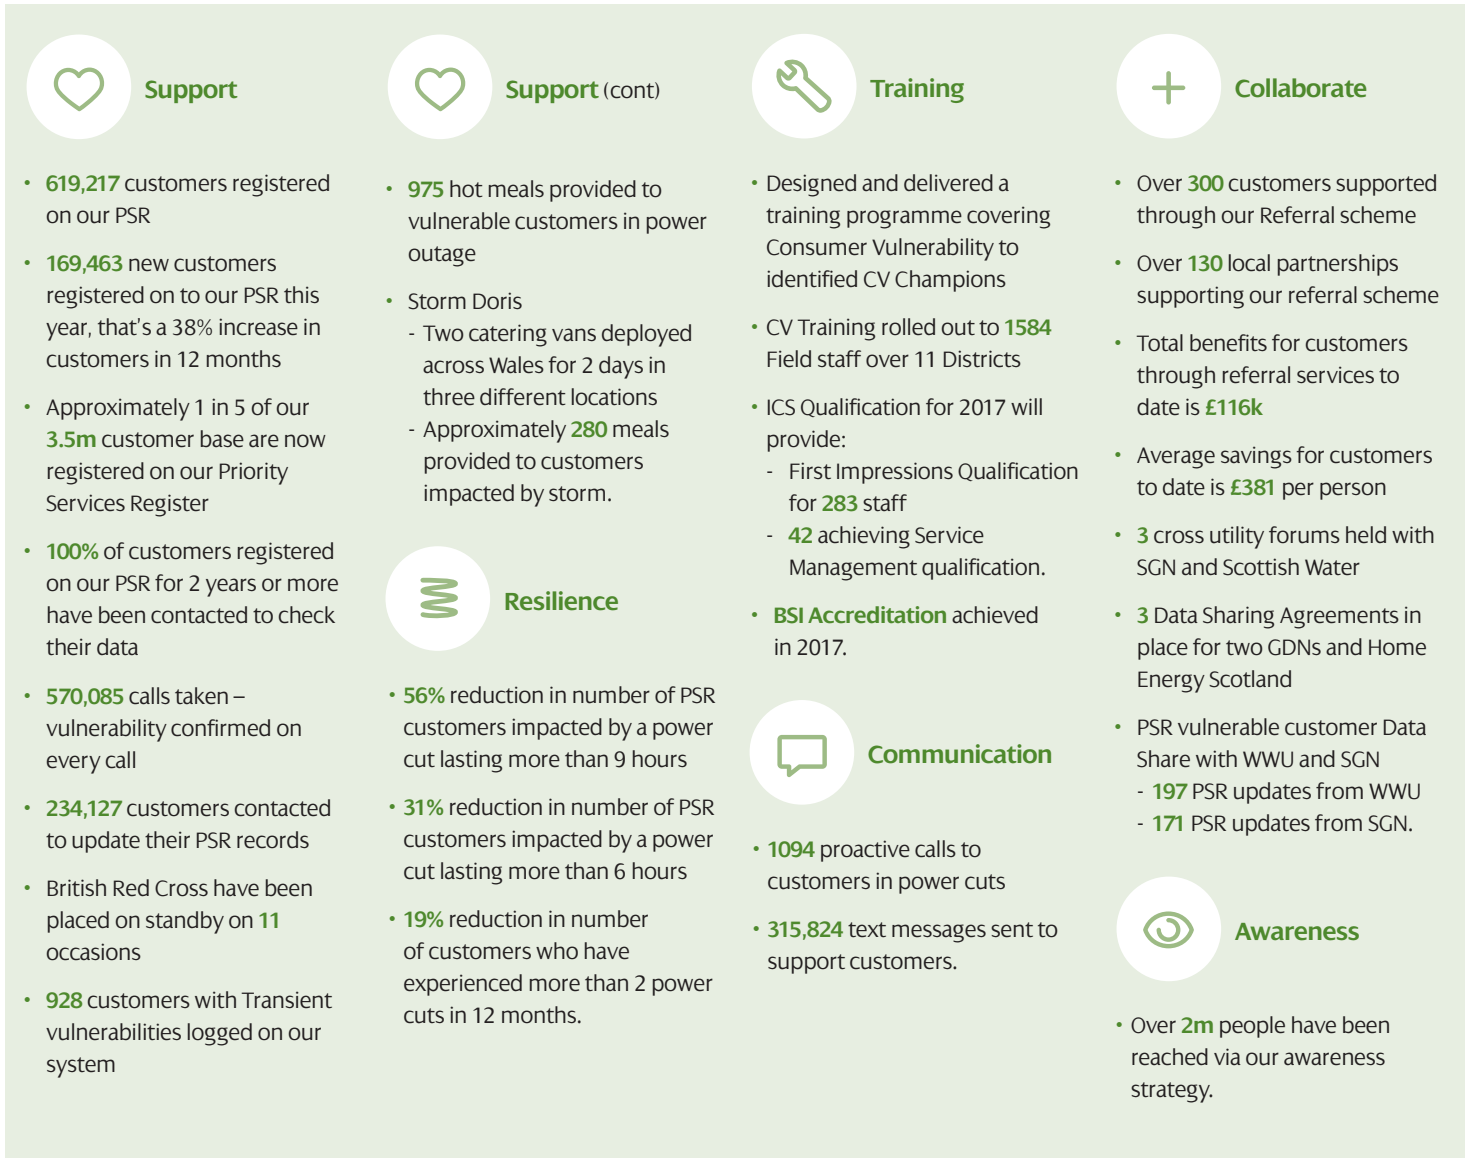 Support
• 619,217 customers registered
on our PSR
• 169,463 new customers
registered on to our PSR this
year, that's a 38% increase in
customers in 12 months
• Approximately 1 in 5 of our
3.5m customer base are now
registered on our Priority
Services Register
• 100% of customers registered
on our PSR for 2 years or more
have been contacted to check
their data
• 570,085 calls taken –
vulnerability confirmed on
every call
• 234,127 customers contacted
to update their PSR records
• British Red Cross have been
placed on standby on 11
occasions
• 928 customers with Transient
vulnerabilities logged on our
system
Support (cont)
• 975 hot meals provided to
vulnerable customers in power
outage
• Storm Doris
- Two catering vans deployed
across Wales for 2 days in
three different locations
- Approximately 280 meals
provided to customers
impacted by storm.
Resilience
• 56% reduction in number of PSR
customers impacted by a power
cut lasting more than 9 hours
• 31% reduction in number of PSR
customers impacted by a power
cut lasting more than 6 hours
• 19% reduction in number
of customers who have
experienced more than 2 power
cuts in 12 months.
Training
• Designed and delivered a
training programme covering
Consumer Vulnerability to
identified CV Champions
• CV Training rolled out to 1584
Field staff over 11 Districts
• ICS Qualification for 2017 will
provide:
- First Impressions Qualification
for 283 staff
- 42 achieving Service
Management qualification.
• BSI Accreditation achieved
in 2017.
Communication
• 1094 proactive calls to
customers in power cuts
• 315,824 text messages sent to
support customers.
Collaborate
• Over 300 customers supported
through our Referral scheme
• Over 130 local partnerships
supporting our referral scheme
• Total benefits for customers
through referral services to
date is £116k
• Average savings for customers
to date is £381 per person
• 3 cross utility forums held with
SGN and Scottish Water
• 3 Data Sharing Agreements in
place for two GDNs and Home
Energy Scotland
• PSR vulnerable customer Data
Share with WWU and SGN
- 197 PSR updates from WWU
- 171 PSR updates from SGN.
Awareness
• Over 2m people have been
reached via our awareness
strategy.